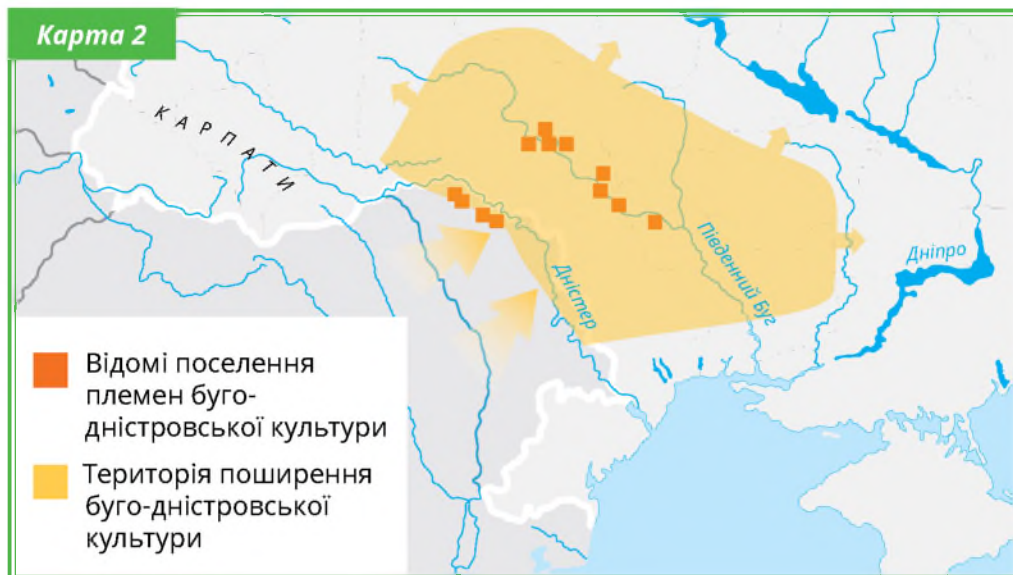 Карта 2
КАРПАТИ
Дністер
Південний Буг
Дніпро
Відомі поселення
племен буго-
дністровської культури
Територія поширення
буго-дністровської
культури